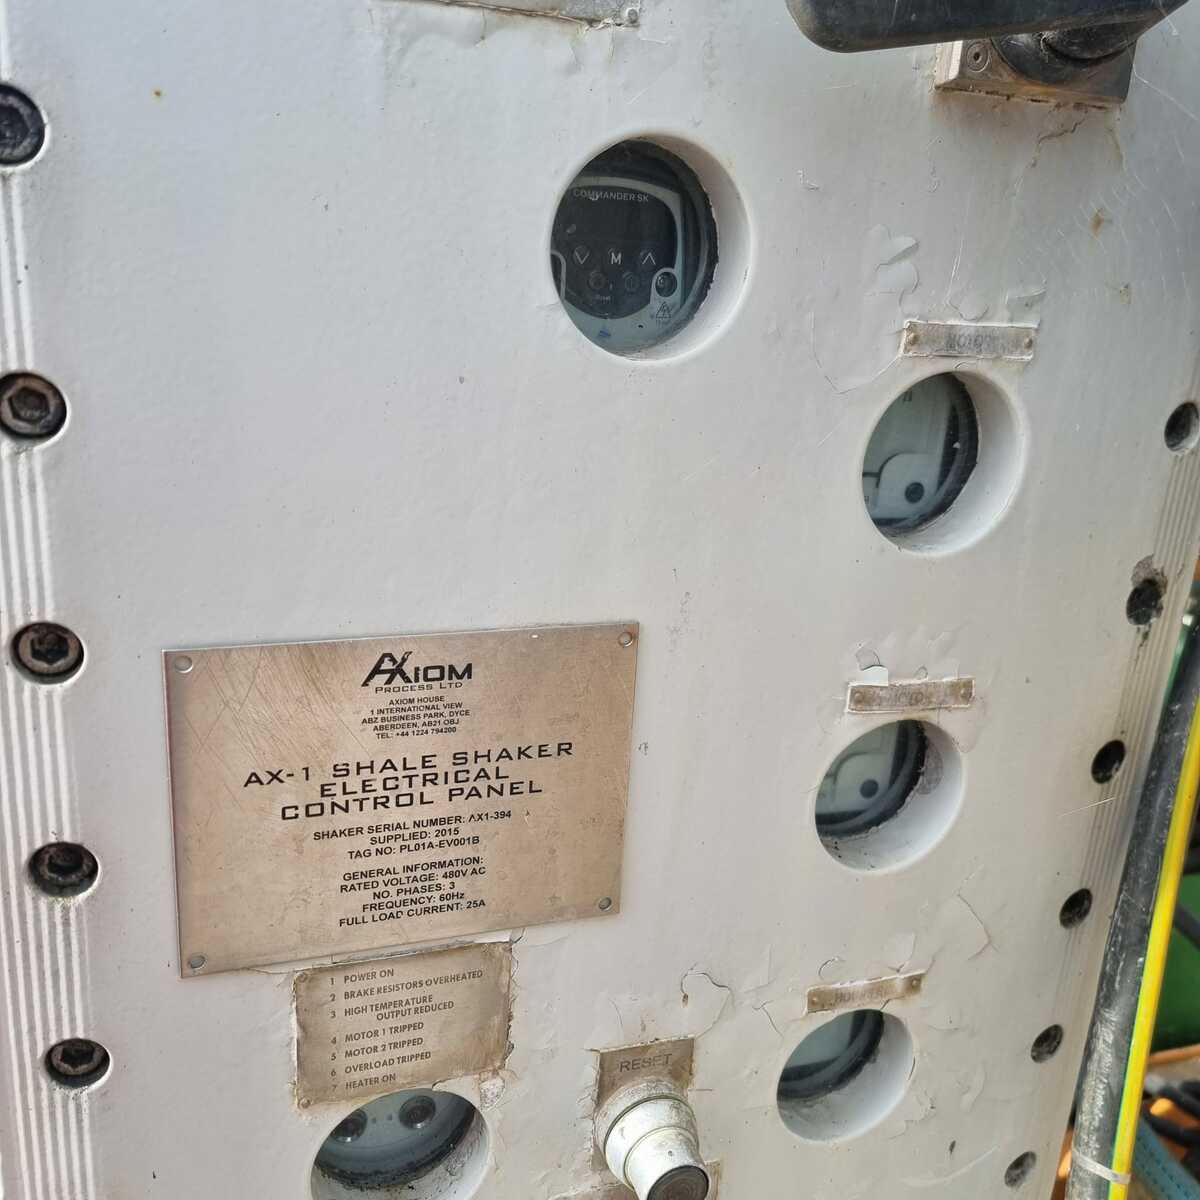 COMMANDER SK
M
Reset
MOTOR
AXIOM
PROCESS LTD
AXIOM HOUSE
1 INTERNATIONAL VIEW
ABZ BUSINESS PARK, DYCE
ABERDEEN, AB21 OBJ
TEL: +44 1224 794200
AX-1 SHALE SHAKER
ELECTRICAL
CONTROL PANEL
SHAKER SERIAL NUMBER: AX1-394
SUPPLIED: 2015
TAG NO: PL01A-EV001B
GENERAL INFORMATION:
RATED VOLTAGE: 480V AC
NO. PHASES: 3
FREQUENCY: 60Hz
FULL LOAD CURRENT: 25A
1 POWER ON
2 BRAKE RESISTORS OVERHEATED
3 HIGH TEMPERATURE
OUTPUT REDUCED
4 MOTOR 1 TRIPPED
5 MOTOR 2 TRIPPED
6 OVERLOAD TRIPPED
7 HEATER ON
RESET